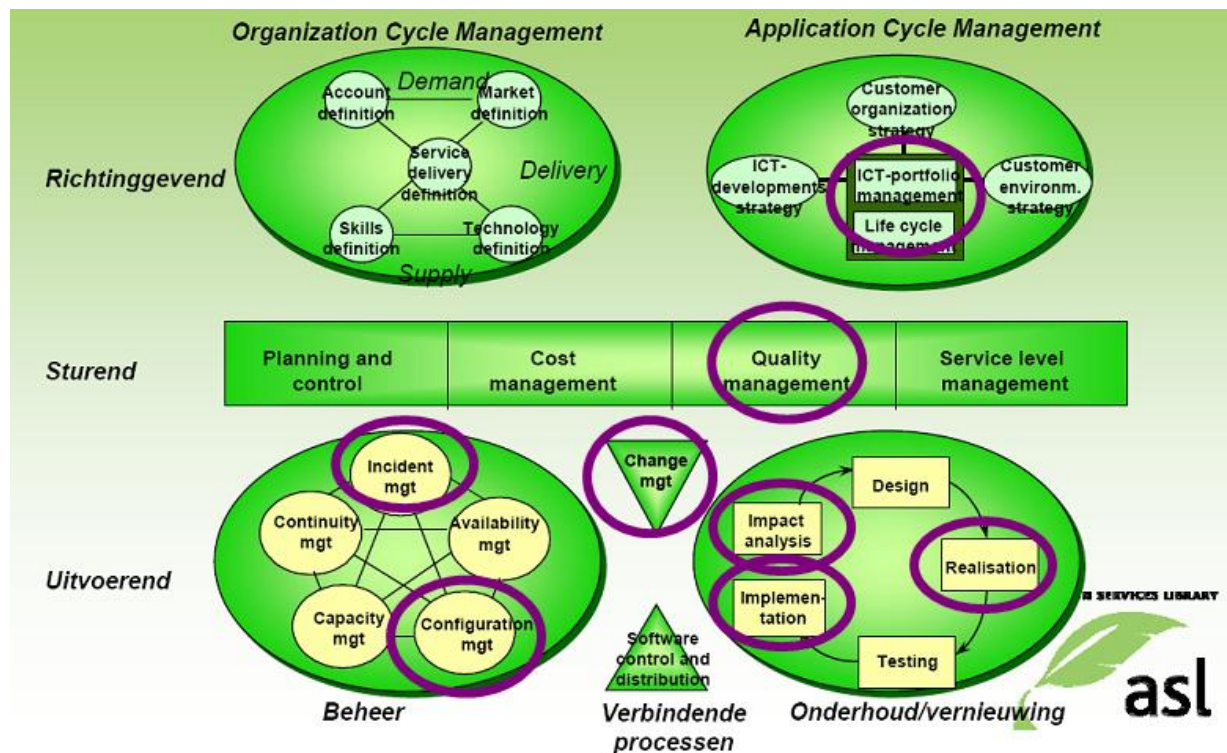 Organization Cycle Management
Application Cycle Management
Richtinggevend
Demand
Account
definition
Market
definition
Service
delivery
definition
Delivery
Skills
definition
Technology
definition
Supply
Customer
organization
strategy
ICT-
developments
strategy
ICT-portfolio
management
Customer
environm.
strategy
Life cycle
management
Sturend
Planning and
control
Cost
management
Quality
management
Service level
management
Uitvoerend
Incident
mgt
Continuity
mgt
Availability
mgt
Capacity
mgt
Configuration
mgt
Beheer
Change
mgt
Software
control and
distribution
Verbindende
processen
Design
Impact
analysis
Realisation
Implemen-
tation
Testing
Onderhoud/vernieuwing
SERVICES LIBRARY
asl